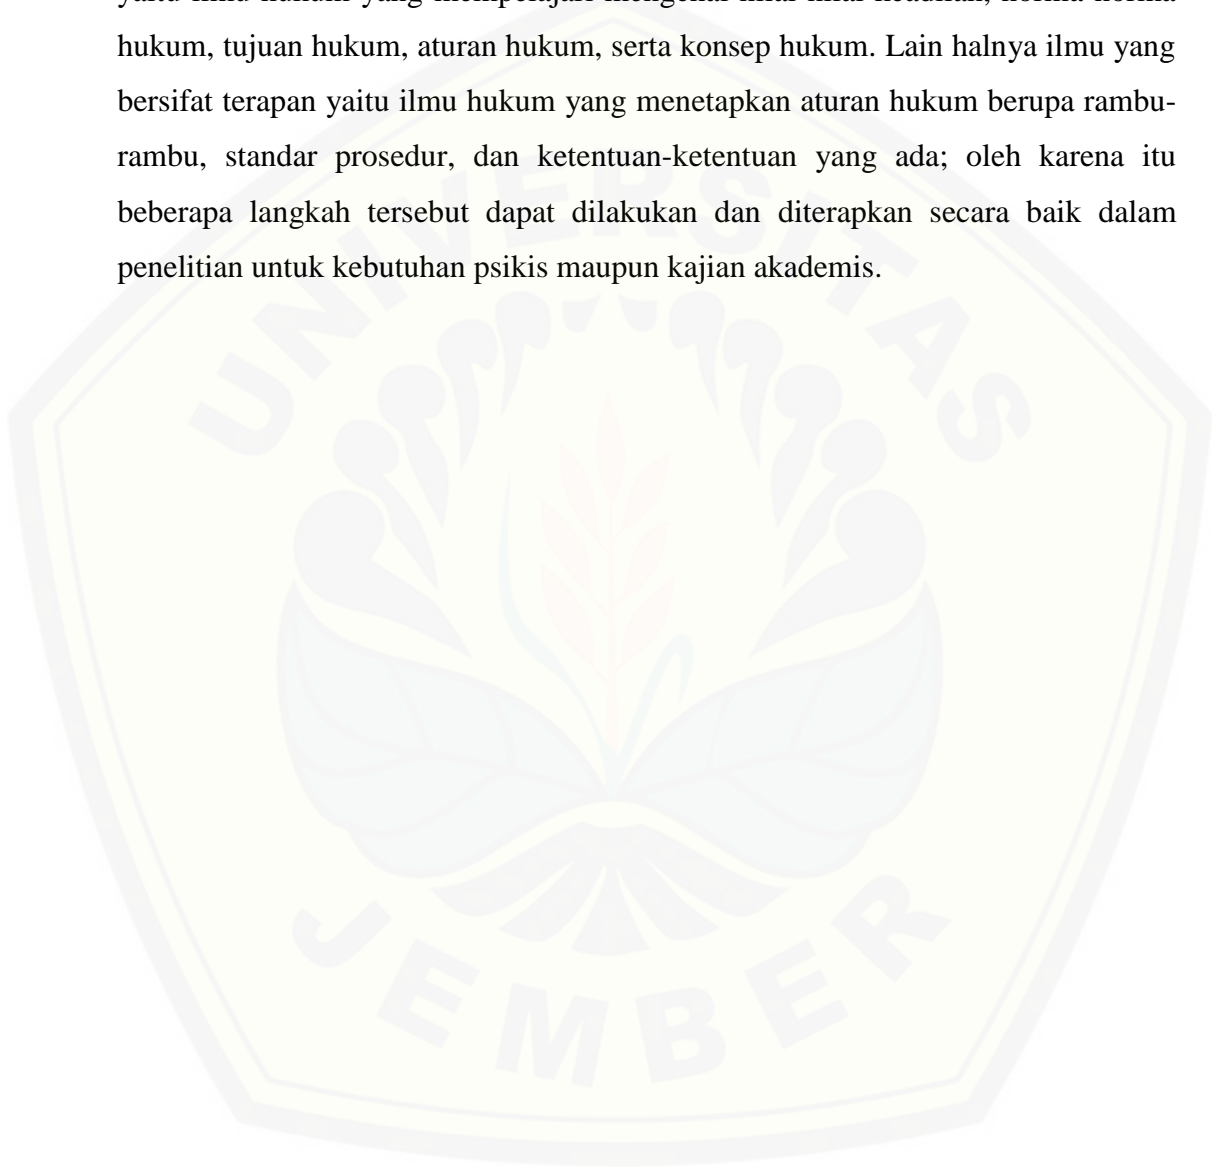 hukum, tujuan hukum, aturan hukum, serta konsep hukum. Lain halnya ilmu yang
bersifat terapan yaitu ilmu hukum yang menetapkan aturan hukum berupa rambu-
rambu, standar prosedur, dan ketentuan-ketentuan yang ada; oleh karena itu
beberapa langkah tersebut dapat dilakukan dan diterapkan secara baik dalam
penelitian untuk kebutuhan psikis maupun kajian akademis.
UNIVERSITAS
JEMBER